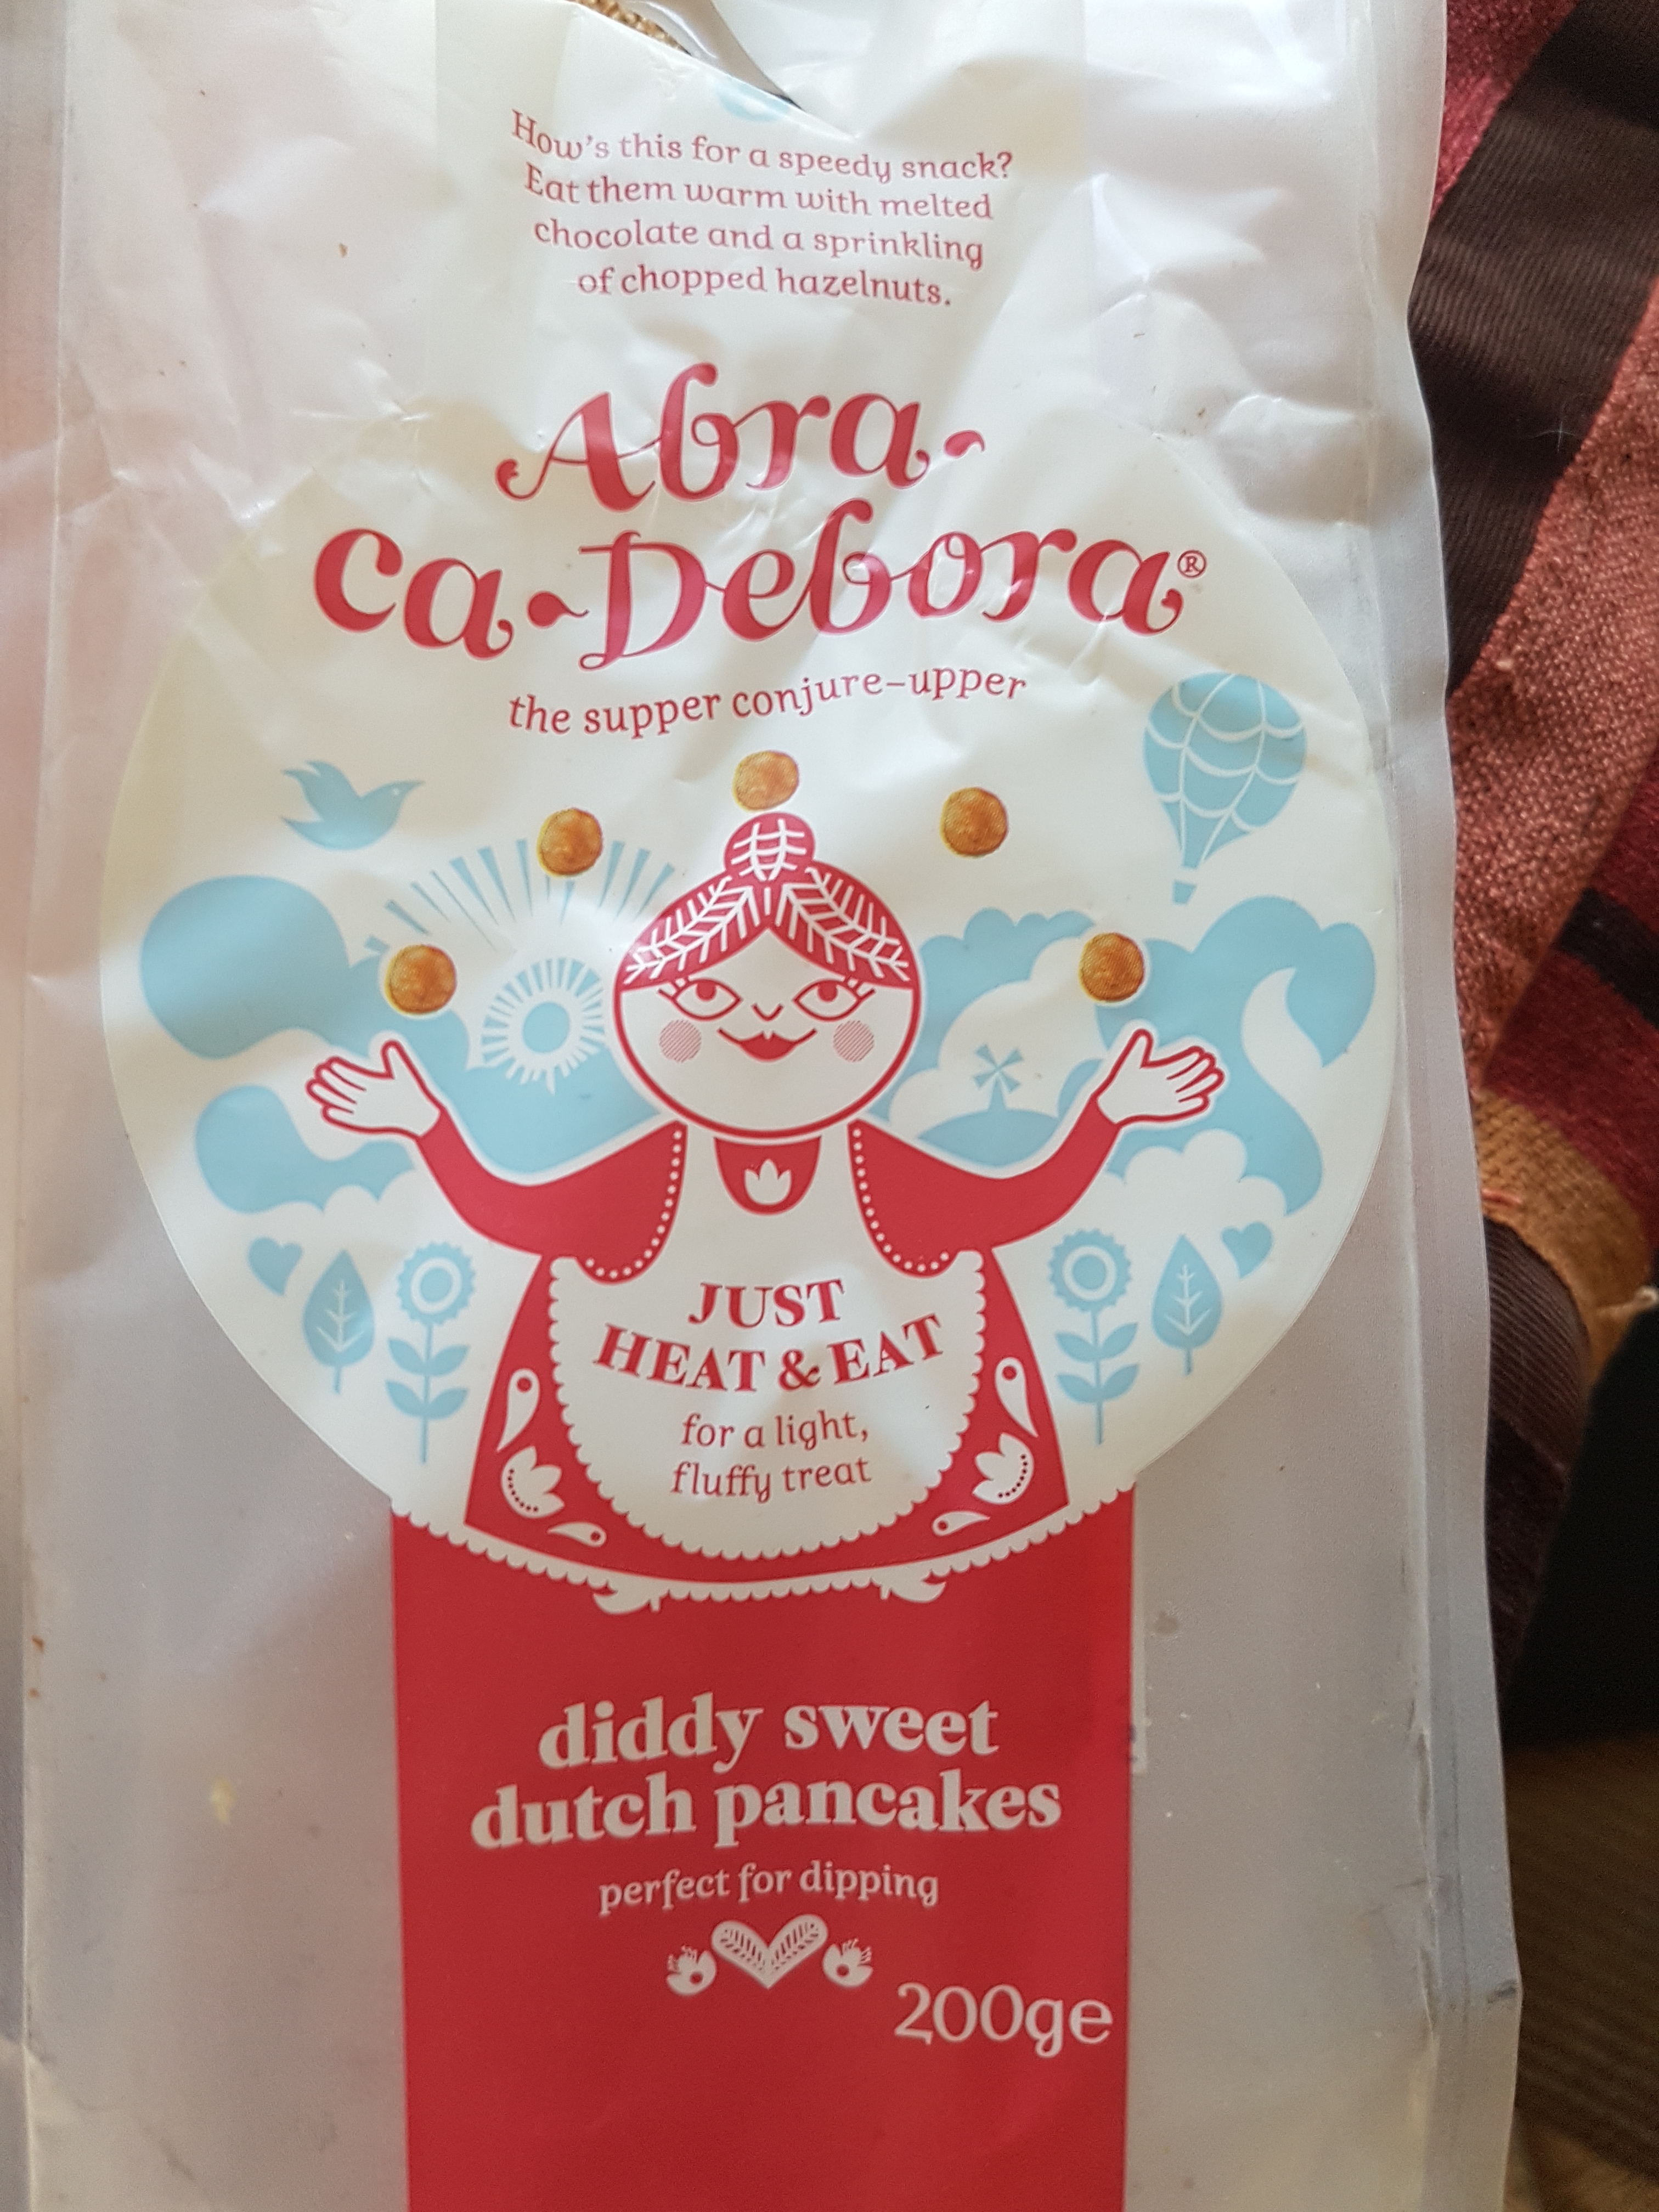 How's this for a speedy snack?
Eat them warm with melted
chocolate and a sprinkling
of chopped hazelnuts.
Abra-
ca-Debora®
the supper conjure-upper
JUST
HEAT & EAT
for a light,
fluffy treat
diddy sweet
dutch pancakes
perfect for dipping
200ge